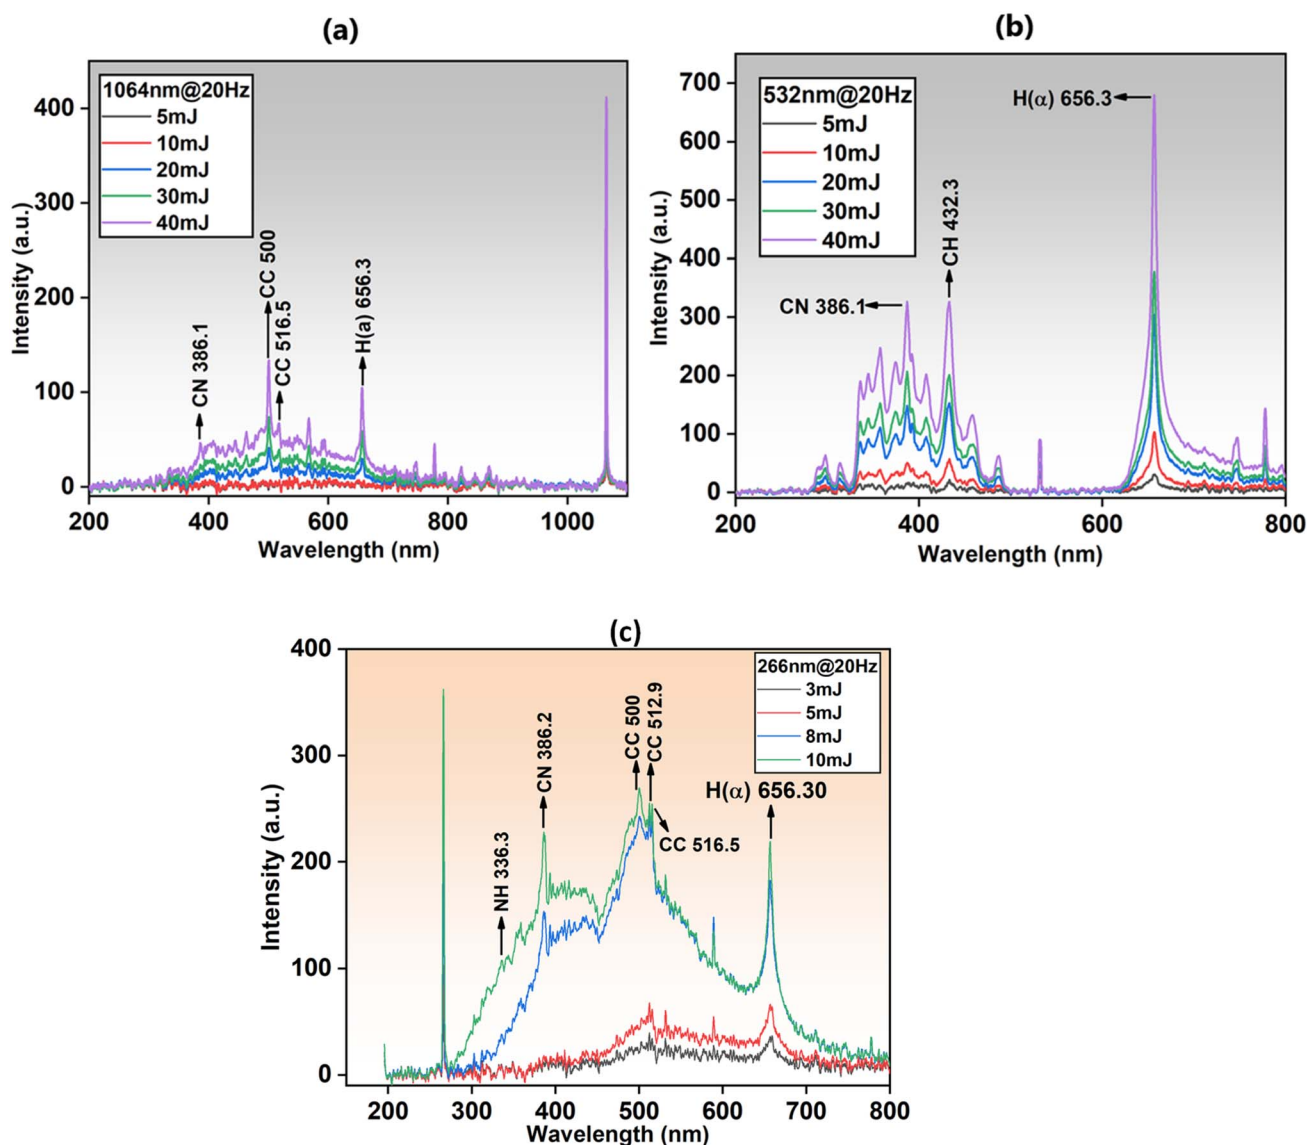 (a)
1064nm@20Hz
5mJ
10mJ
20mJ
30mJ
40mJ
CN 386.1
CC 500
CC 516.5
H(a) 656.3
400
300
200
100
0
200
400
600
800
1000
Intensity (a.u.)
Wavelength (nm)
(b)
532nm@20Hz
5mJ
10mJ
20mJ
30mJ
40mJ
CN 386.1
CH 432.3
H(α) 656.3
700
600
500
400
300
200
100
0
200
400
600
800
Intensity (a.u.)
Wavelength (nm)
(c)
266nm@20Hz
3mJ
5mJ
8mJ
10mJ
NH 336.3
CN 386.2
CC 500
CC 512.9
CC 516.5
H(α) 656.30
400
300
200
100
0
200
300
400
500
600
700
800
Intensity (a.u.)
Wavelength (nm)